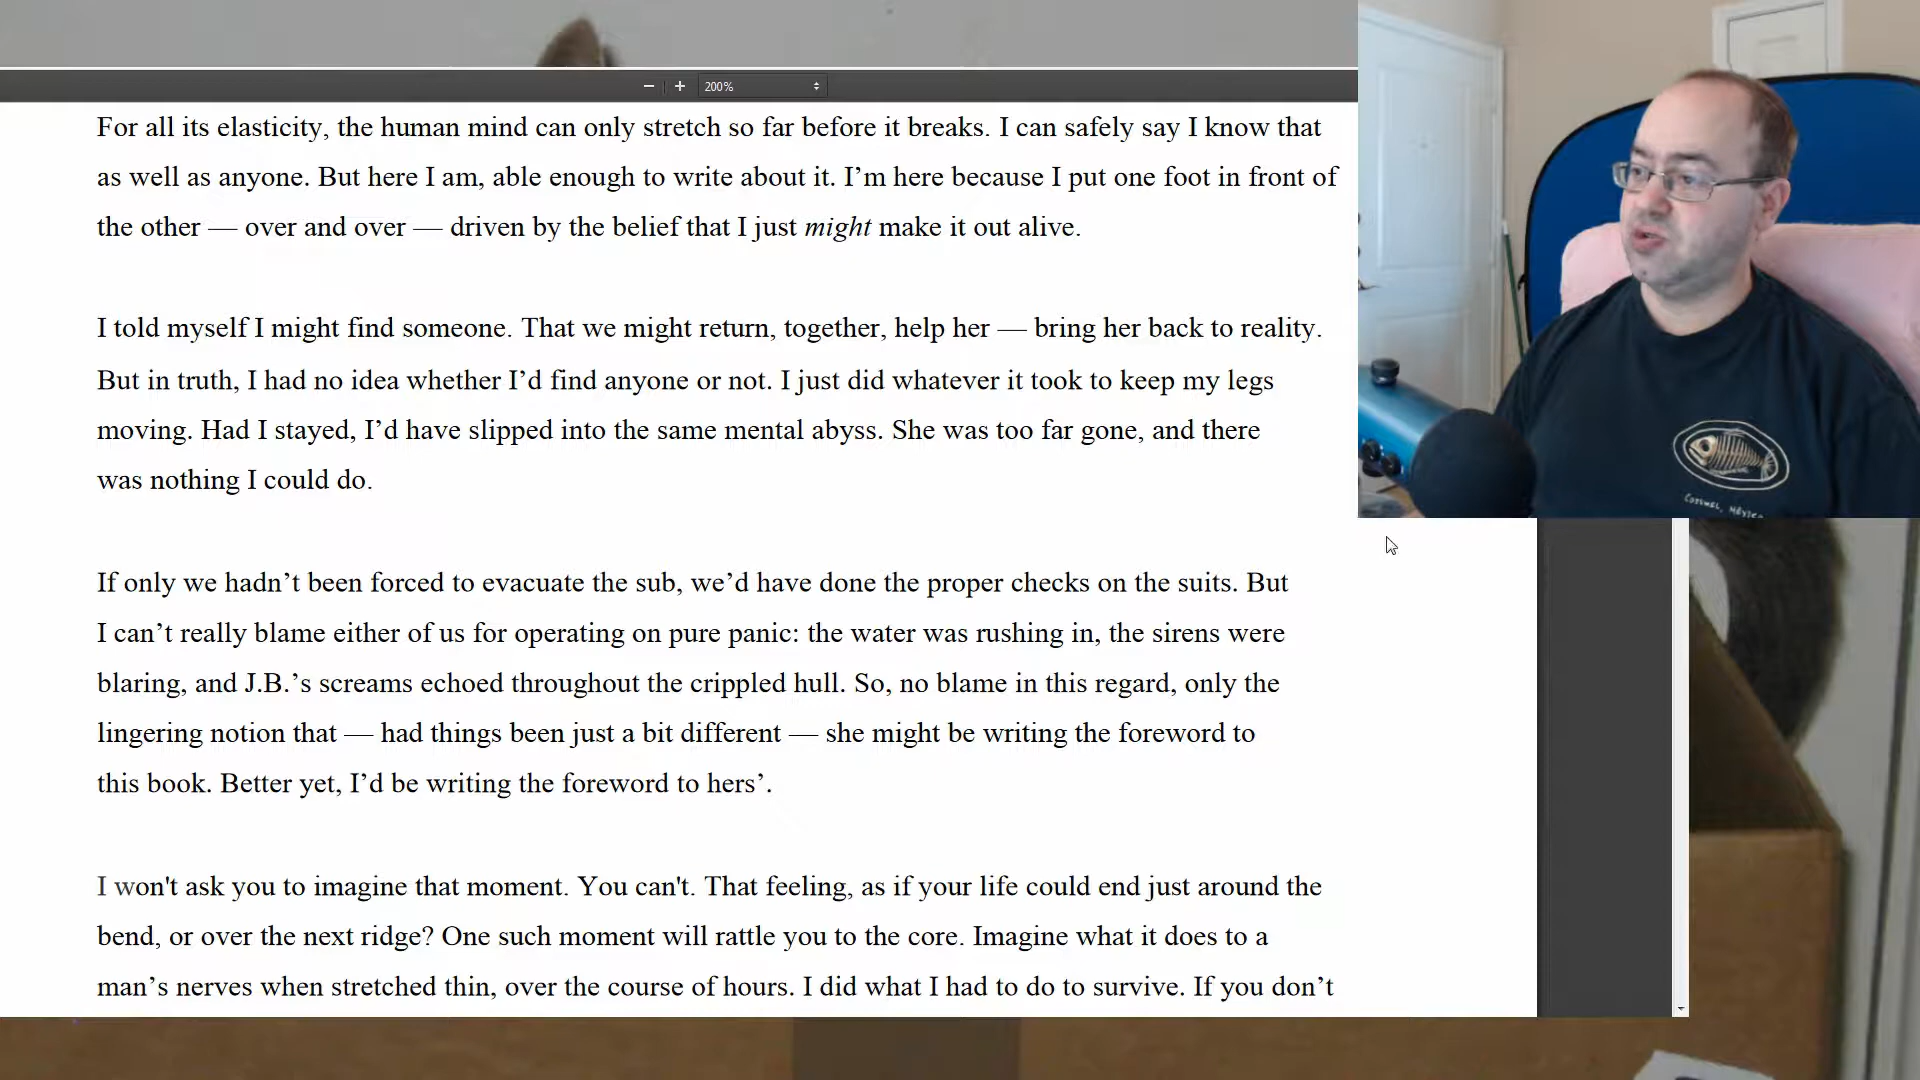 200%
For all its elasticity, the human mind can only stretch so far before it breaks. I can safely say I know that
as well as anyone. But here I am, able enough to write about it. I’m here because I put one foot in front of
the other — over and over — driven by the belief that I just might make it out alive.
I told myself I might find someone. That we might return, together, help her — bring her back to reality.
But in truth, I had no idea whether I’d find anyone or not. I just did whatever it took to keep my legs
moving. Had I stayed, I’d have slipped into the same mental abyss. She was too far gone, and there
was nothing I could do.
If only we hadn’t been forced to evacuate the sub, we’d have done the proper checks on the suits. But
I can’t really blame either of us for operating on pure panic: the water was rushing in, the sirens were
blaring, and J.B.’s screams echoed throughout the crippled hull. So, no blame in this regard, only the
lingering notion that — had things been just a bit different — she might be writing the foreword to
this book. Better yet, I’d be writing the foreword to hers’.
I won't ask you to imagine that moment. You can't. That feeling, as if your life could end just around the
bend, or over the next ridge? One such moment will rattle you to the core. Imagine what it does to a
man’s nerves when stretched thin, over the course of hours. I did what I had to do to survive. If you don’t